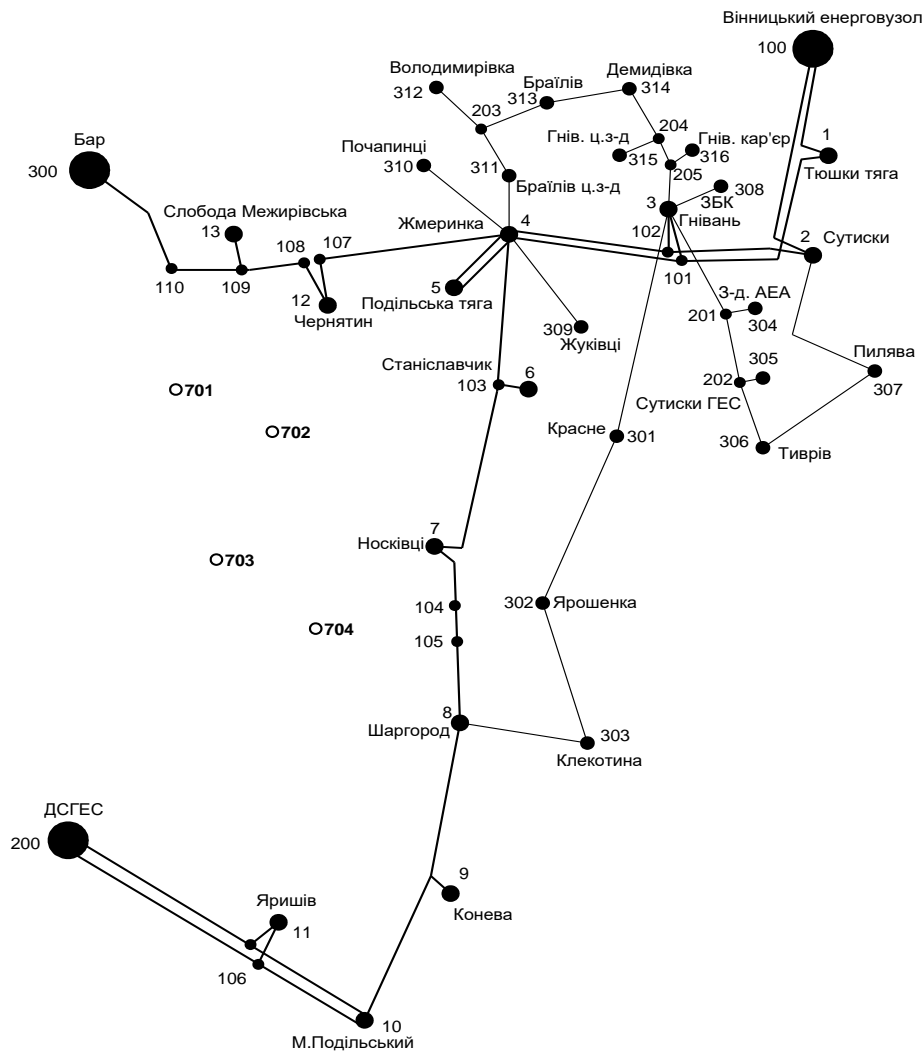 Вінницький енерговузол
100
Володимирівка
312
Браїлів
313
Демидівка
314
203
204
Гнів. ц.з-д
315
Гнів. кар'єр
316
205
1
Тюшки тяга
Бар
300
Почапинці
310
311
Браїлів ц.з-д
308
ЗБК
3
Гнівань
Слобода Межирівська
13
Жмеринка
4
102
101
2
Сутиски
107
108
110
109
12
Чернятин
5
Подільська тяга
309
Жуківці
З-д. АЕА
201
304
Станіславчик
103
6
305
202
Сутиски ГЕС
Пилява
307
701
702
Красне
301
306
Тиврів
7
Носківці
703
104
302
Ярошенка
704
105
8
Шаргород
303
Клекотина
ДСГЕС
200
9
Конева
Яришів
11
106
10
М.Подільський